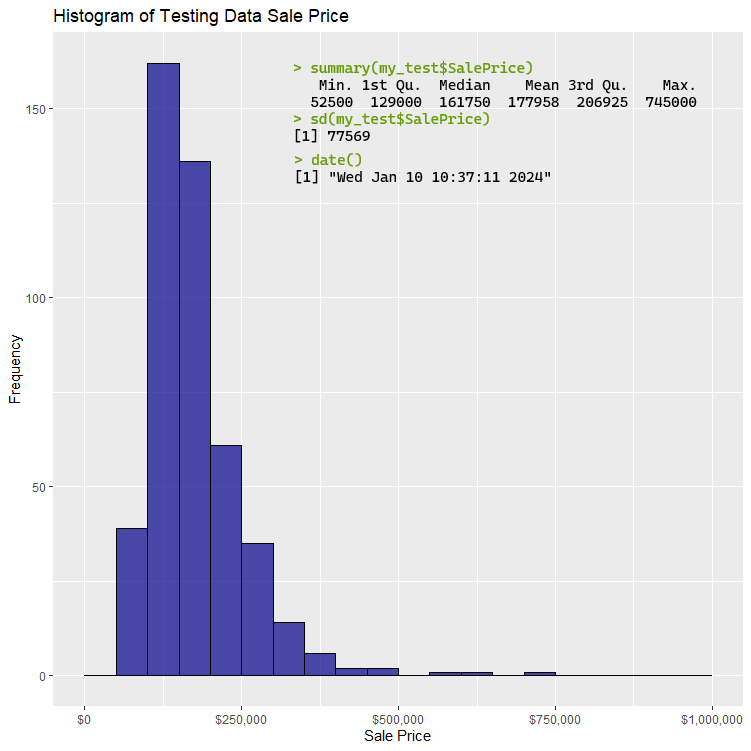 Histogram of Testing Data Sale Price
> summary(my_test$SalePrice)
Min. 1st Qu. Median Mean 3rd Qu. Max.
52500 129000 161750 177958 206925 745000
> sd(my_test$SalePrice)
[1] 77569
> date()
[1] "Wed Jan 10 10:37:11 2024"
Frequency
150
100
50
0
$0 $250,000 $500,000 $750,000 $1,000,000
Sale Price